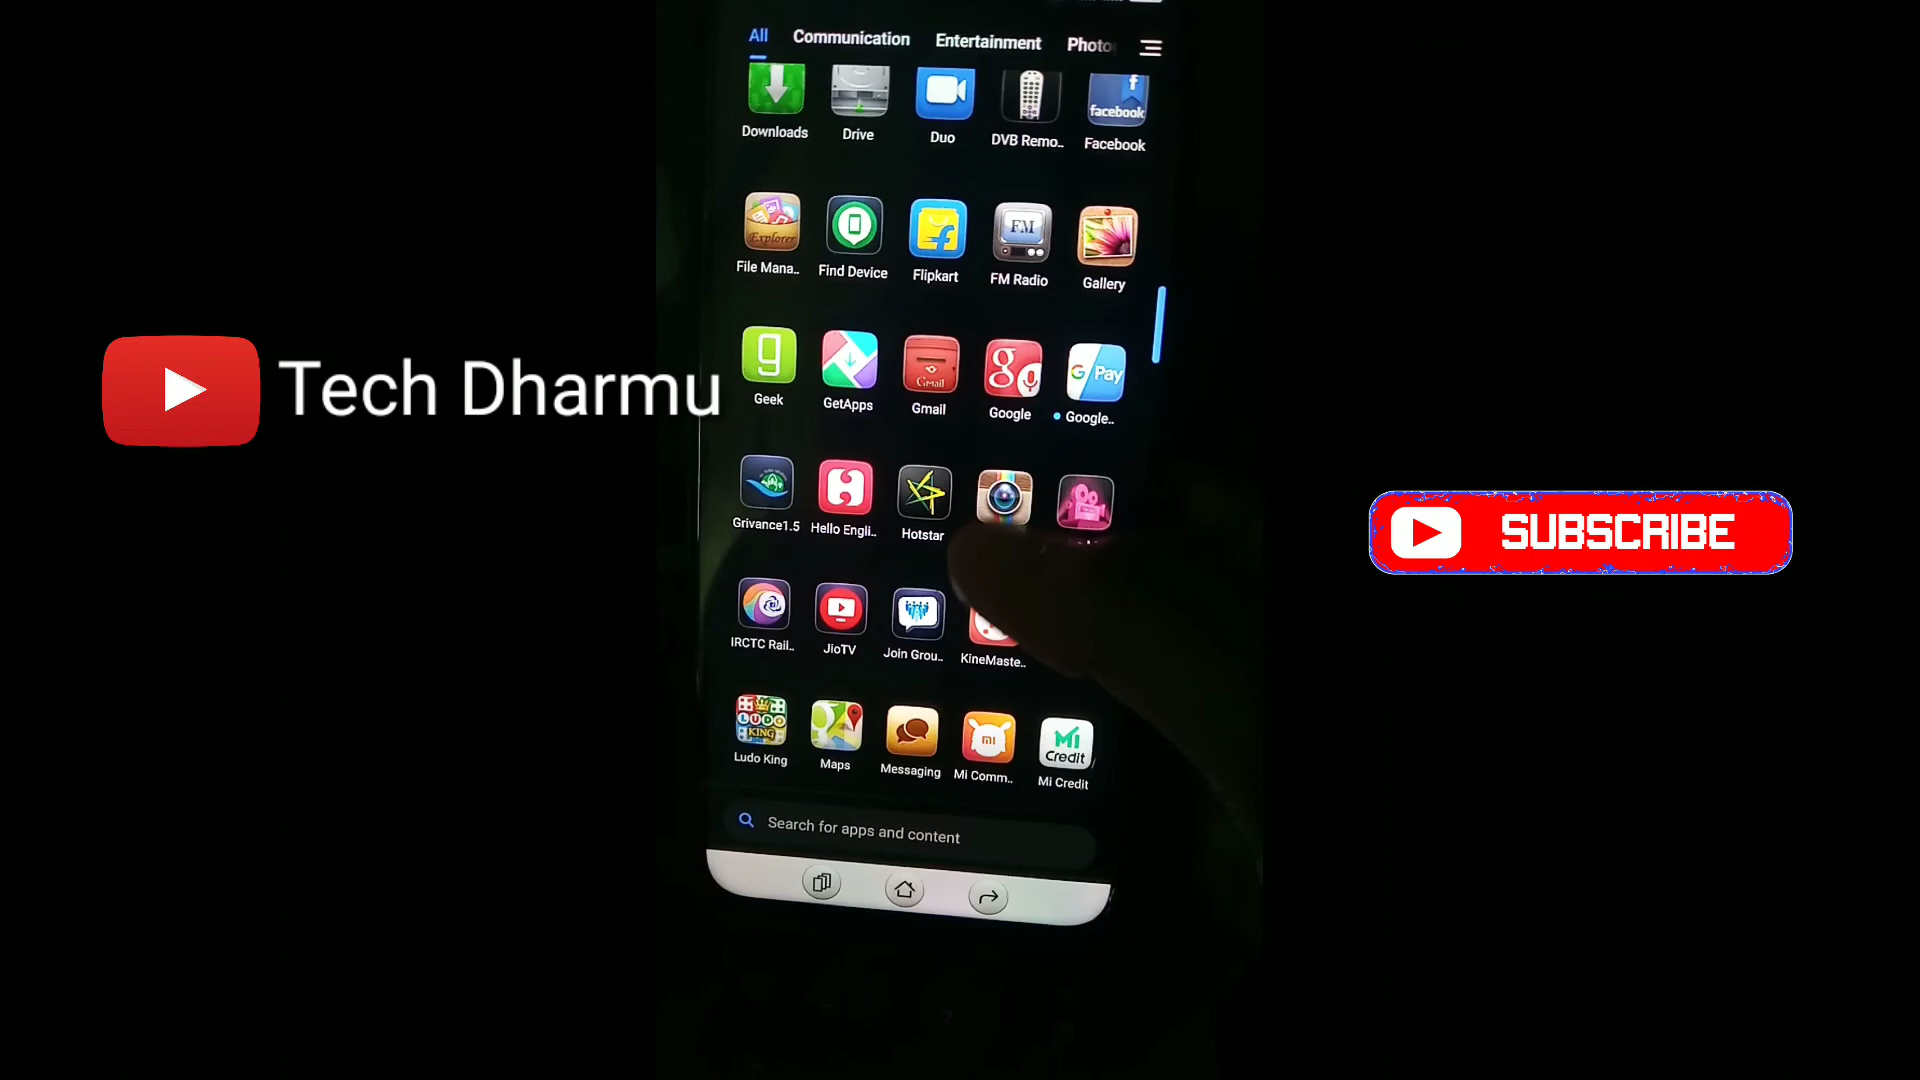 All Communication Entertainment Photo
facebook
Downloads Drive Duo DVB Remo.. Facebook
Explorer FM
File Mana.. Find Device Flipkart FM Radio Gallery
g Gmail g G Pay
Geek GetApps Gmail Google Google..
Tech Dharmu
Grivance1.5 Hello Engli.. Hotstar
SUBSCRIBE
IRCTC Rail.. JioTV Join Grou.. KineMaste..
LUDO KING mi Mi Credit
Ludo King Maps Messaging Mi Comm.. Mi Credit
Search for apps and content